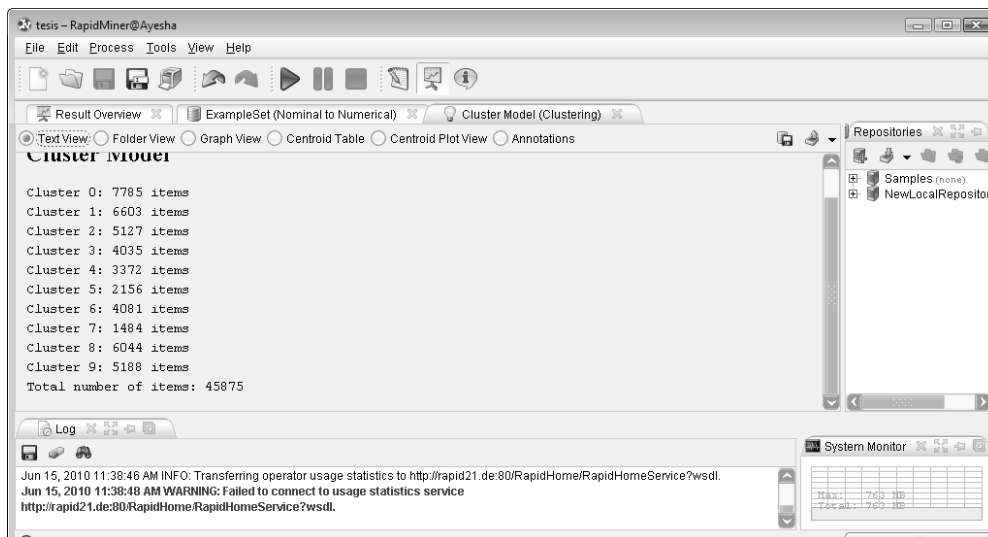 tesis – RapidMiner@Ayesha
File Edit Process Tools View Help
Result Overview ExampleSet (Nominal to Numerical) Cluster Model (Clustering)
Text View Folder View Graph View Centroid Table Centroid Plot View Annotations
Cluster Model
Cluster 0: 7785 items
Cluster 1: 6603 items
Cluster 2: 5127 items
Cluster 3: 4035 items
Cluster 4: 3372 items
Cluster 5: 2156 items
Cluster 6: 4081 items
Cluster 7: 1484 items
Cluster 8: 6044 items
Cluster 9: 5188 items
Total number of items: 45875
Repositories
Samples (none)
NewLocalRepositor
Log
Jun 15, 2010 11:38:46 AM INFO: Transferring operator usage statistics to http://rapid21.de:80/RapidHome/RapidHomeService?wsdl.
Jun 15, 2010 11:38:48 AM WARNING: Failed to connect to usage statistics service
http://rapid21.de:80/RapidHome/RapidHomeService?wsdl.
System Monitor
Max: 763 MB
Total: 763 MB